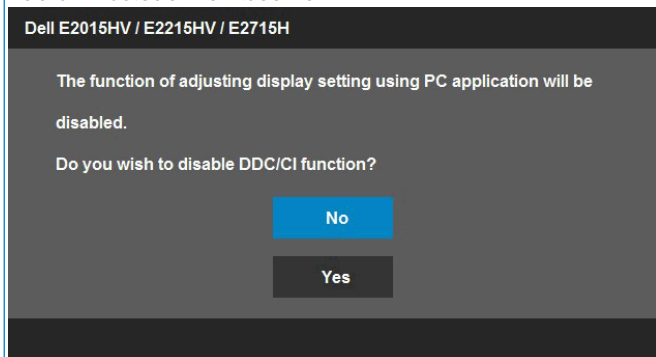 Dell E2015HV / E2215HV / E2715H
The function of adjusting display setting using PC application will be
disabled.
Do you wish to disable DDC/CI function?
No
Yes